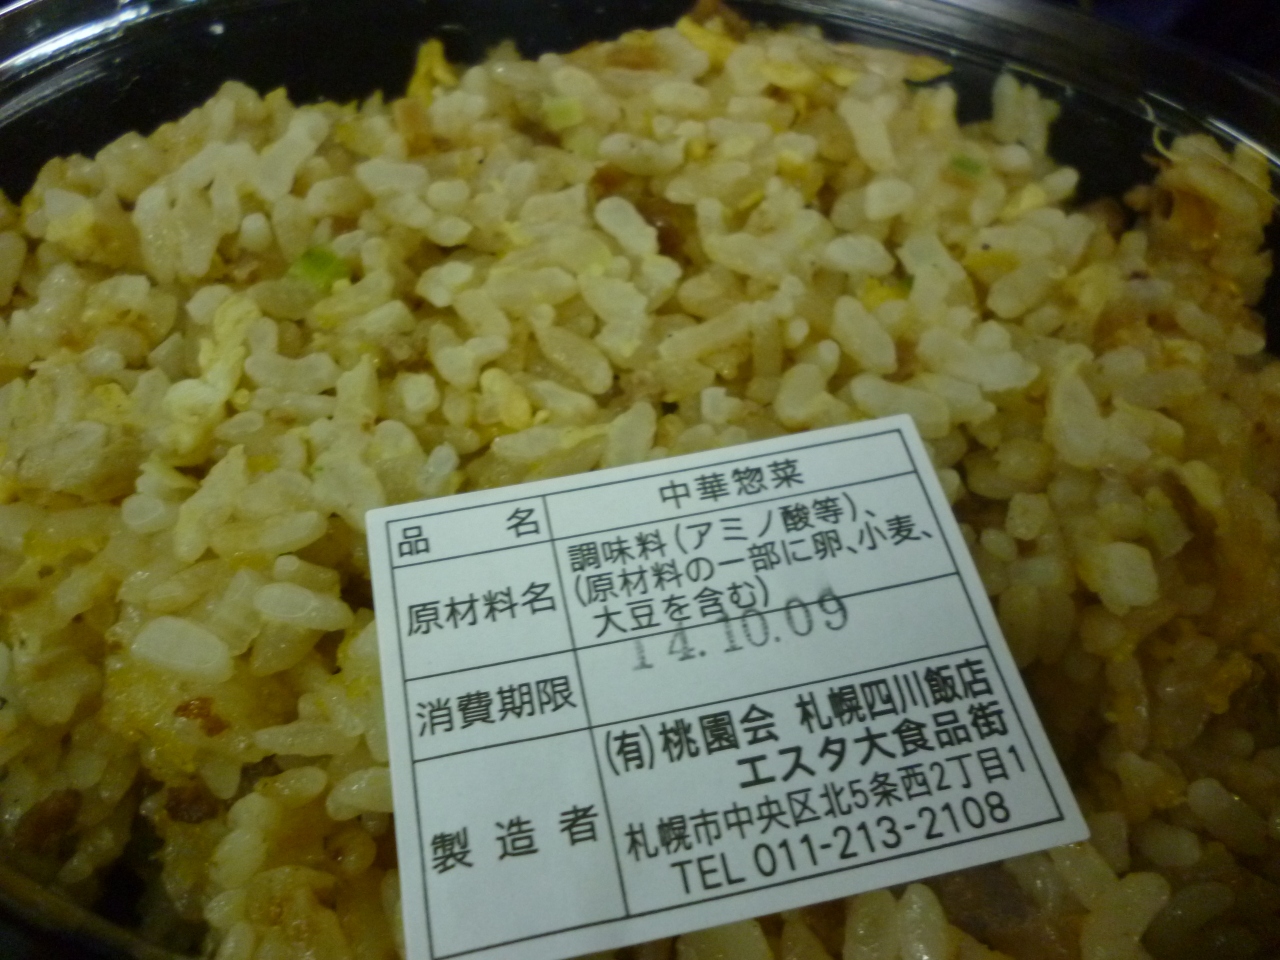 品名 中華惣菜
原材料名 調味料(アミノ酸等)、
(原材料の一部に卵、小麦、
大豆を含む)
消費期限 14.10.09
製造者 (有)桃園会 札幌四川飯店
エスタ大食品街
札幌市中央区北5条西2丁目1
TEL 011-213-2108